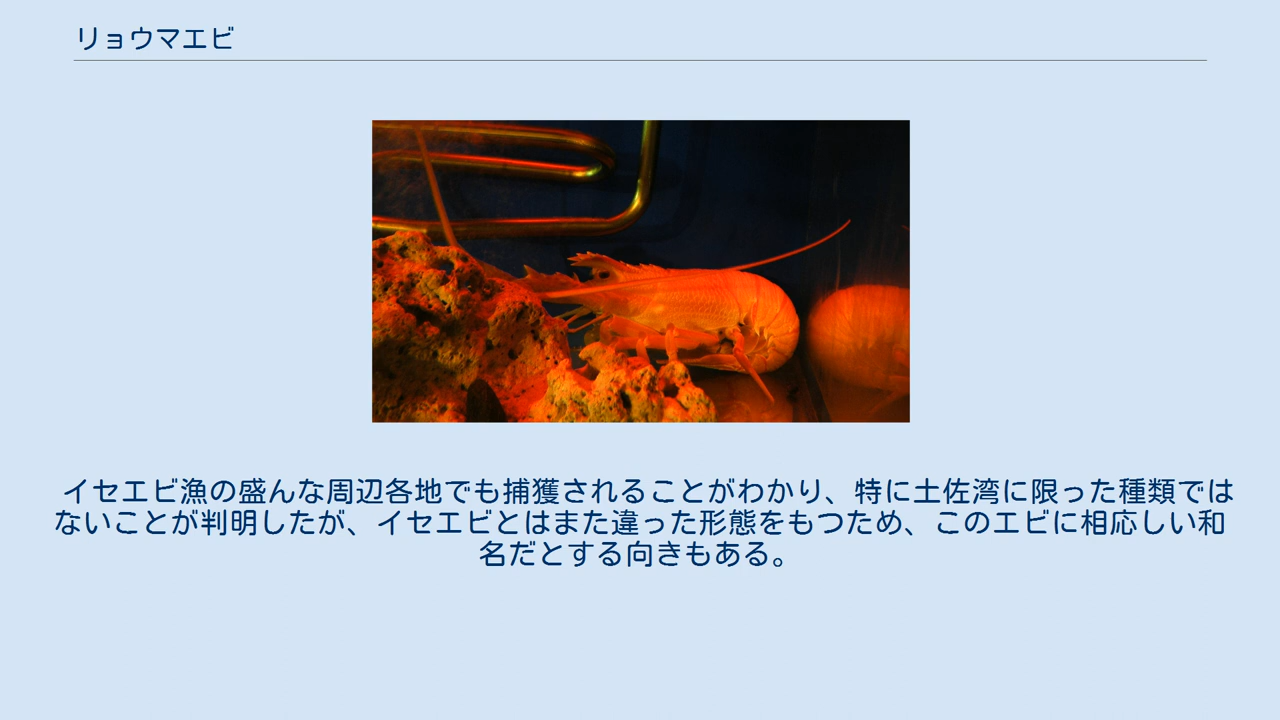 リョウマエビ
イセエビ漁の盛んな周辺各地でも捕獲されることがわかり、特に土佐湾に限った種類では
ないことが判明したが、イセエビとはまた違った形態をもつため、このエビに相応しい和
名だとする向きもある。